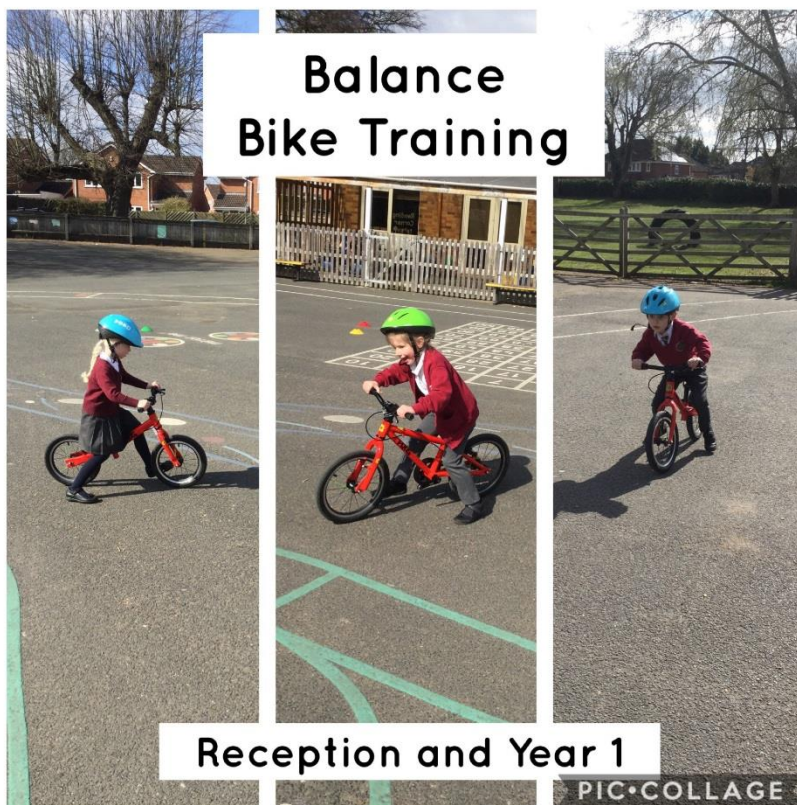 Balance
Bike Training
Reception and Year 1
PIC•COLLAGE